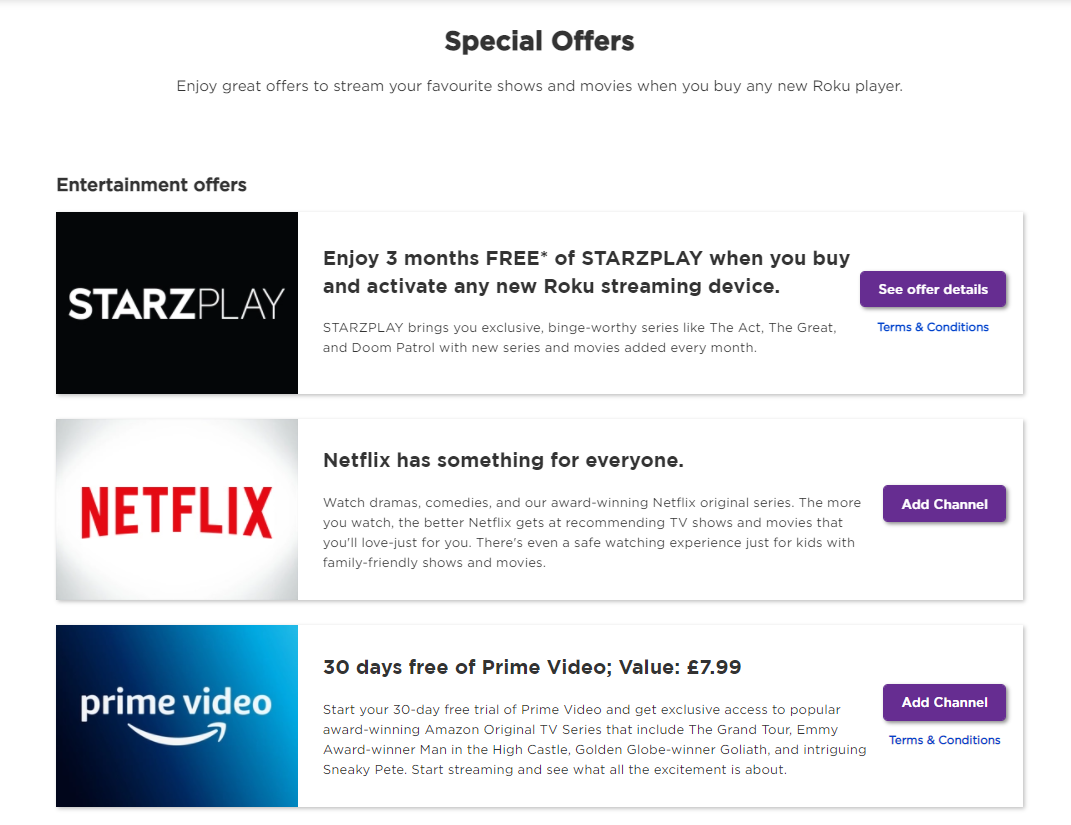 Special Offers
Enjoy great offers to stream your favourite shows and movies when you buy any new Roku player.
Entertainment offers
STARZPLAY
Enjoy 3 months FREE* of STARZPLAY when you buy
and activate any new Roku streaming device.
STARZPLAY brings you exclusive, binge-worthy series like The Act, The Great,
and Doom Patrol with new series and movies added every month.
See offer details
Terms & Conditions
NETFLIX
Netflix has something for everyone.
Watch dramas, comedies, and our award-winning Netflix original series. The more
you watch, the better Netflix gets at recommending TV shows and movies that
you'll love-just for you. There's even a safe watching experience just for kids with
family-friendly shows and movies.
Add Channel
prime video
30 days free of Prime Video; Value: £7.99
Start your 30-day free trial of Prime Video and get exclusive access to popular
award-winning Amazon Original TV Series that include The Grand Tour, Emmy
Award-winner Man in the High Castle, Golden Globe-winner Goliath, and intriguing
Sneaky Pete. Start streaming and see what all the excitement is about.
Add Channel
Terms & Conditions